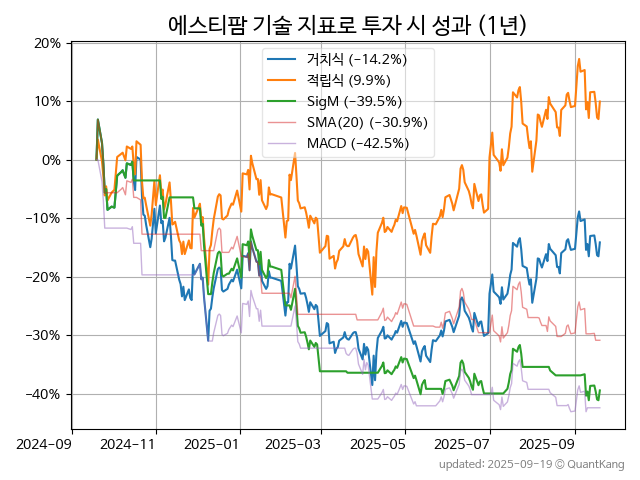 에스티팜 기술 지표로 투자 시 성과 (1년)
거치식 (−14.2%)
적립식 (9.9%)
SigM (−39.5%)
SMA(20) (−30.9%)
MACD (−42.5%)
20%
10%
0%
−10%
−20%
−30%
−40%
2024-09
2024-11
2025-01
2025-03
2025-05
2025-07
2025-09
updated: 2025-09-19 ⓒ QuantKang